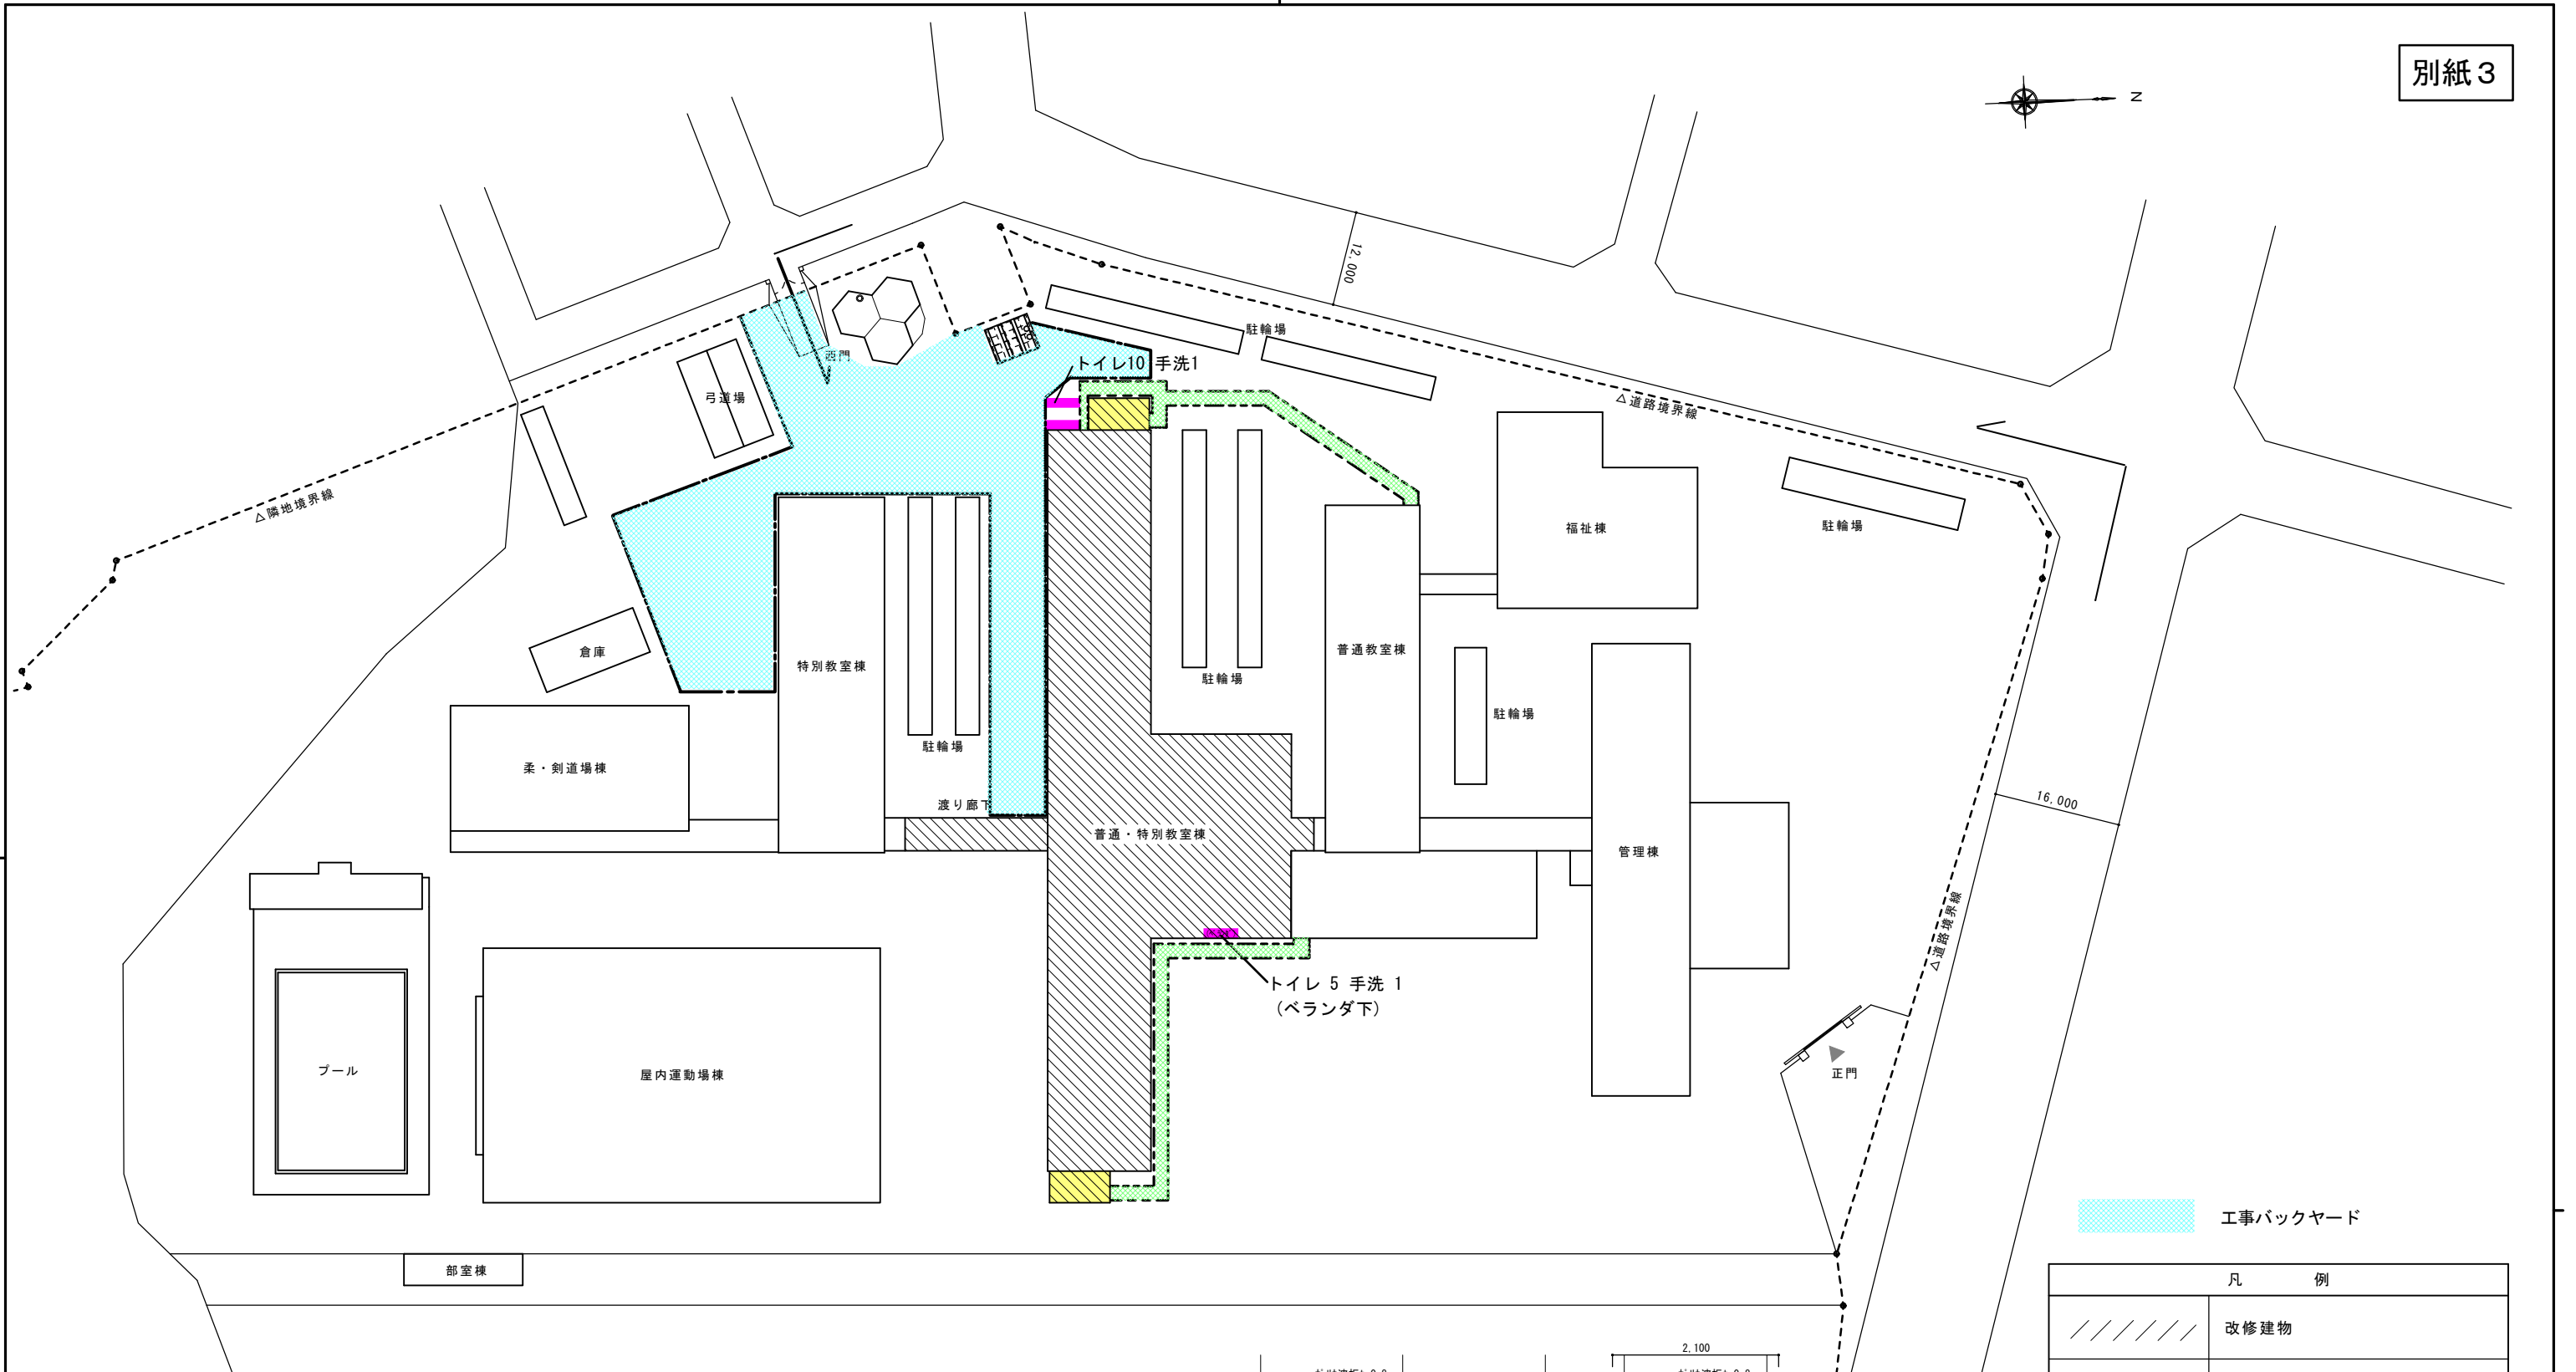 別紙３
N
12,000
駐輪場
西門
トイレ10 手洗1
弓道場
△道路境界線
△隣地境界線
福祉棟
駐輪場
倉庫
特別教室棟
普通教室棟
駐輪場
駐輪場
駐輪場
柔・剣道場棟
渡り廊下
普通・特別教室棟
管理棟
16,000
△道路境界線
トイレ 5 手洗 1
(ベランダ下)
プール
屋内運動場棟
正門
工事バックヤード
部室棟
凡 例
改修建物
2,100